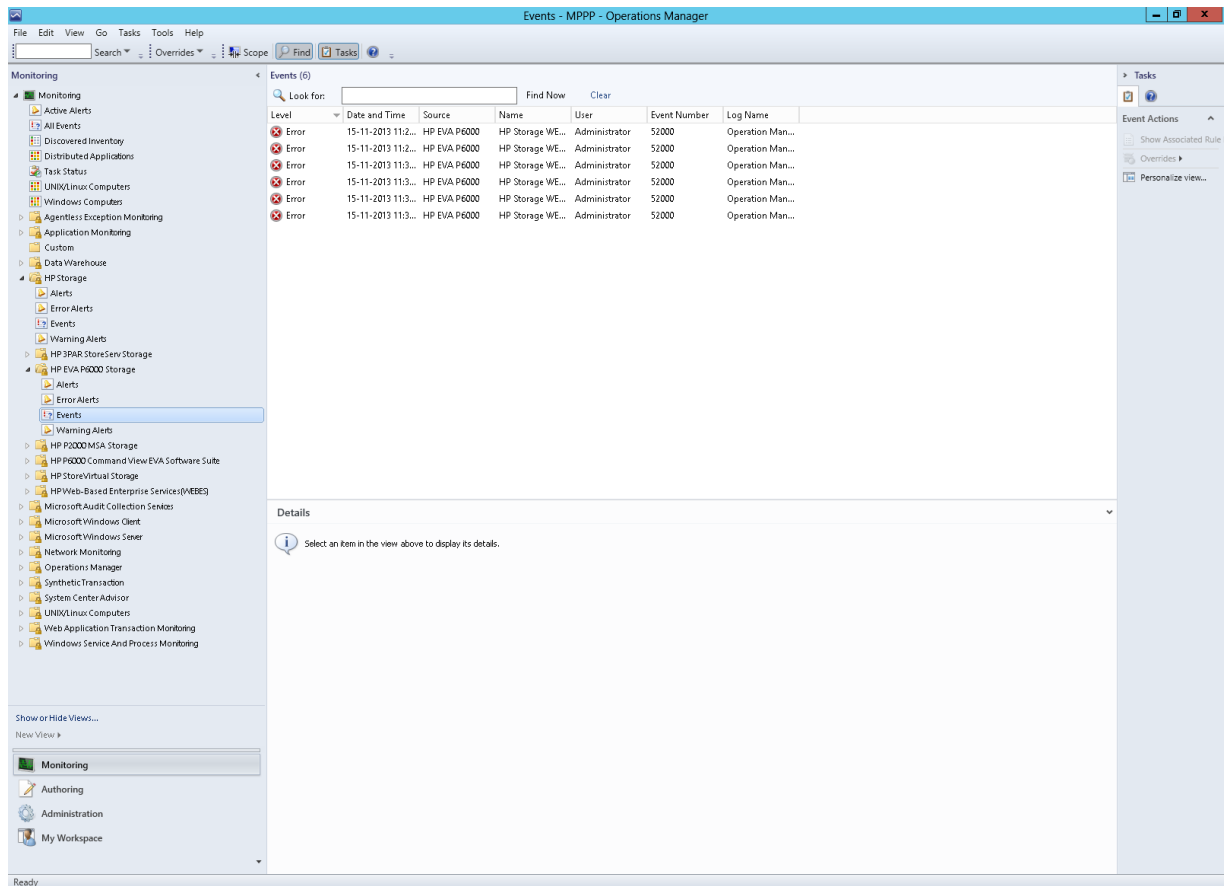 Events - MPPP - Operations Manager
File Edit View Go Tasks Tools Help
Search Overrides Scope Find Tasks
Monitoring
Monitoring
Active Alerts
All Events
Discovered Inventory
Distributed Applications
Task Status
UNIX/Linux Computers
Windows Computers
Agentless Exception Monitoring
Application Monitoring
Custom
Data Warehouse
HP Storage
Alerts
Error Alerts
Events
Warning Alerts
HP 3PAR StoreServ Storage
HP EVA P6000 Storage
Alerts
Error Alerts
Events
Warning Alerts
HP P2000 MSA Storage
HP P6000 Command View EVA Software Suite
HP StoreVirtual Storage
HP Web-Based Enterprise Services(WEBES)
Microsoft Audit Collection Services
Microsoft Windows Client
Microsoft Windows Server
Network Monitoring
Operations Manager
Synthetic Transaction
System Center Advisor
UNIX/Linux Computers
Web Application Transaction Monitoring
Windows Service And Process Monitoring
Show or Hide Views...
New View
Monitoring
Authoring
Administration
My Workspace
Events (6)
Look for: Find Now Clear
Level Date and Time Source Name User Event Number Log Name
Error 15-11-2013 11:2... HP EVA P6000 HP Storage WE... Administrator 52000 Operation Man...
Error 15-11-2013 11:2... HP EVA P6000 HP Storage WE... Administrator 52000 Operation Man...
Error 15-11-2013 11:3... HP EVA P6000 HP Storage WE... Administrator 52000 Operation Man...
Error 15-11-2013 11:3... HP EVA P6000 HP Storage WE... Administrator 52000 Operation Man...
Error 15-11-2013 11:3... HP EVA P6000 HP Storage WE... Administrator 52000 Operation Man...
Error 15-11-2013 11:3... HP EVA P6000 HP Storage WE... Administrator 52000 Operation Man...
Details
Select an item in the view above to display its details.
Tasks
Event Actions
Show Associated Rule
Overrides
Personalize view...
Ready